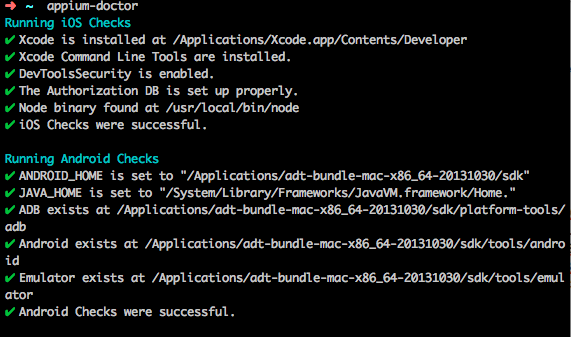 ➜ ~ appium-doctor
Running iOS Checks
✔ Xcode is installed at /Applications/Xcode.app/Contents/Developer
✔ Xcode Command Line Tools are installed.
✔ DevToolsSecurity is enabled.
✔ The Authorization DB is set up properly.
✔ Node binary found at /usr/local/bin/node
✔ iOS Checks were successful.
Running Android Checks
✔ ANDROID_HOME is set to "/Applications/adt-bundle-mac-x86_64-20131030/sdk"
✔ JAVA_HOME is set to "/System/Library/Frameworks/JavaVM.framework/Home."
✔ ADB exists at /Applications/adt-bundle-mac-x86_64-20131030/sdk/platform-tools/
adb
✔ Android exists at /Applications/adt-bundle-mac-x86_64-20131030/sdk/tools/andro
id
✔ Emulator exists at /Applications/adt-bundle-mac-x86_64-20131030/sdk/tools/emul
ator
✔ Android Checks were successful.